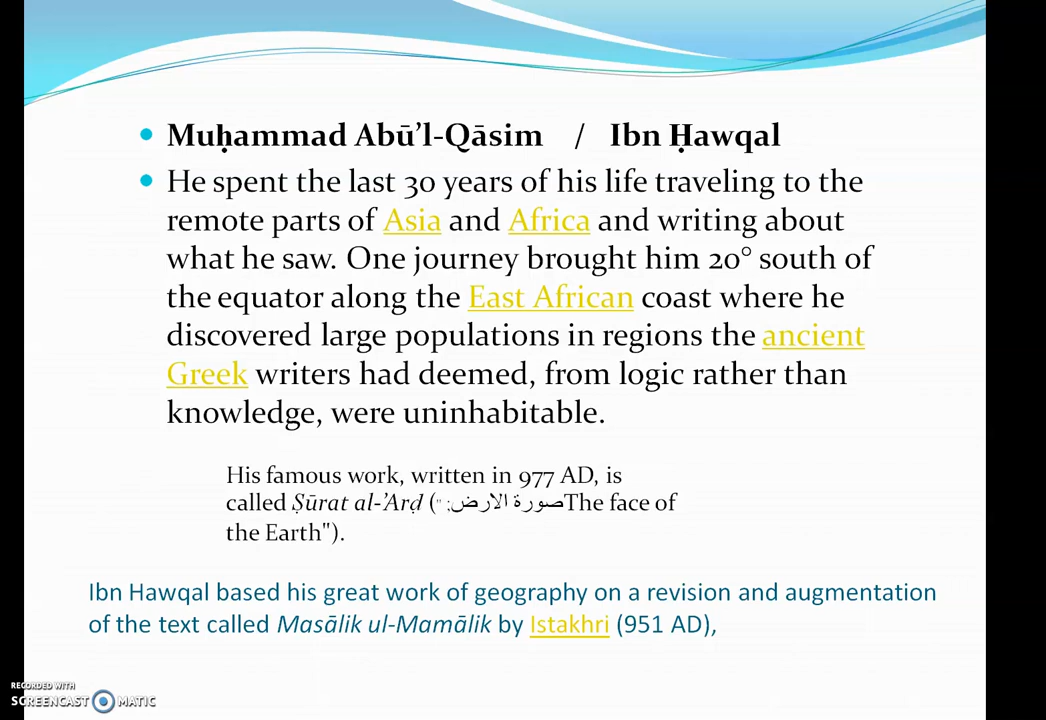 Muḥammad Abū’l-Qāsim / Ibn Ḥawqal
He spent the last 30 years of his life traveling to the
remote parts of Asia and Africa and writing about
what he saw. One journey brought him 20° south of
the equator along the East African coast where he
discovered large populations in regions the ancient
Greek writers had deemed, from logic rather than
knowledge, were uninhabitable.
His famous work, written in 977 AD, is
called Ṣūrat al-’Arḍ (صورة الارض; "The face of
the Earth").
Ibn Hawqal based his great work of geography on a revision and augmentation
of the text called Masālik ul-Mamālik by Istakhri (951 AD),
RECORDED WITH
SCREENCAST MATIC